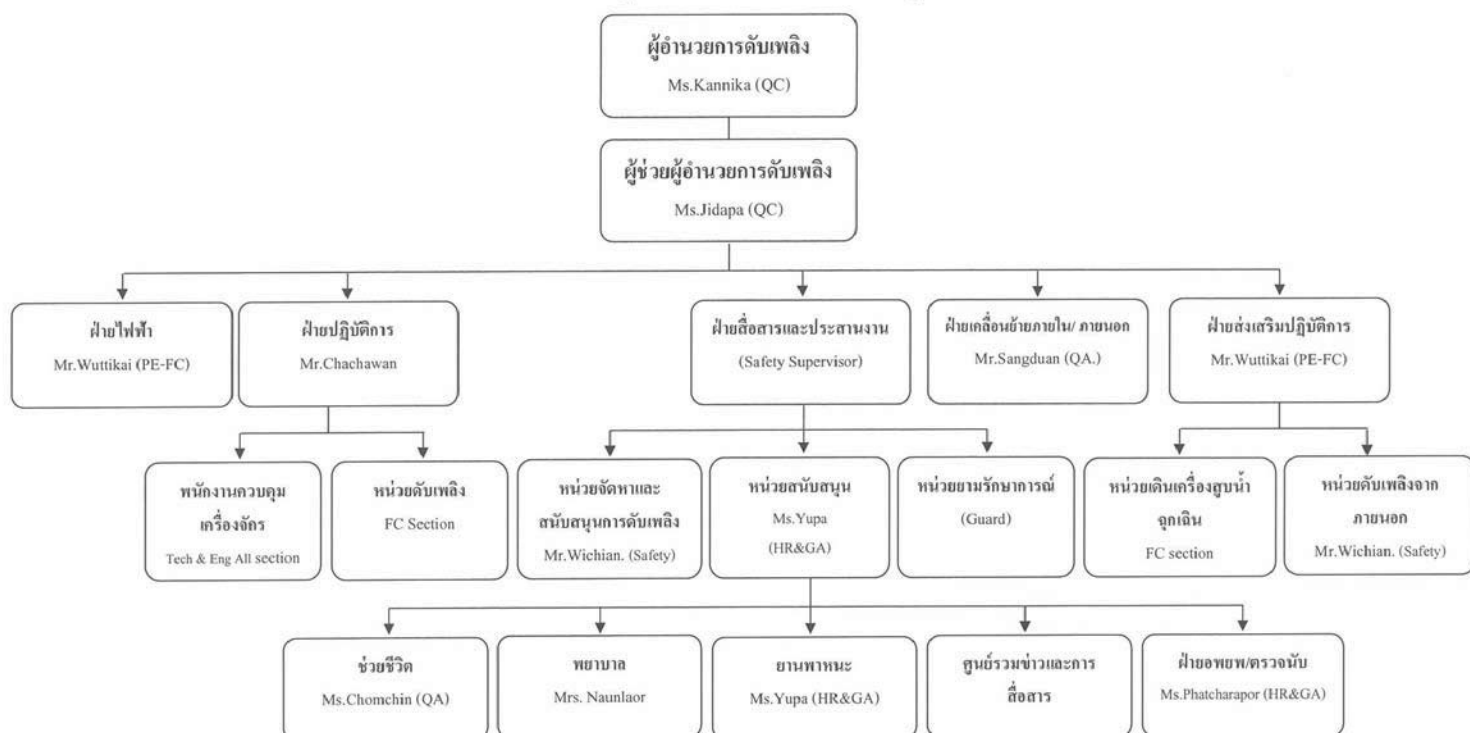 ผู้อำนวยการดับเพลิง
Ms.Kannika (QC)
ผู้ช่วยผู้อำนวยการดับเพลิง
Ms.Jidapa (QC)
ฝ่ายไฟฟ้า
Mr.Wuttikai (PE-FC)
ฝ่ายปฏิบัติการ
Mr.Chachawan
ฝ่ายสื่อสารและประสานงาน
(Safety Supervisor)
ฝ่ายเคลื่อนย้ายภายใน/ ภายนอก
Mr.Sangduan (QA.)
ฝ่ายส่งเสริมปฏิบัติการ
Mr.Wuttikai (PE-FC)
พนักงานควบคุม
เครื่องจักร
Tech & Eng All section
หน่วยดับเพลิง
FC Section
หน่วยจัดหาและ
สนับสนุนการดับเพลิง
Mr.Wichian. (Safety)
หน่วยสนับสนุน
Ms.Yupa
(HR&GA)
หน่วยยามรักษาการณ์
(Guard)
หน่วยเดินเครื่องสูบน้ำ
ฉุกเฉิน
FC section
หน่วยดับเพลิงจาก
ภายนอก
Mr.Wichian. (Safety)
ช่วยชีวิต
Ms.Chomchin (QA)
พยาบาล
Mrs. Naunlaor
ยานพาหนะ
Ms.Yupa (HR&GA)
ศูนย์รวมข่าวและการ
สื่อสาร
ฝ่ายอพยพ/ตรวจนับ
Ms.Phatcharapor (HR&GA)